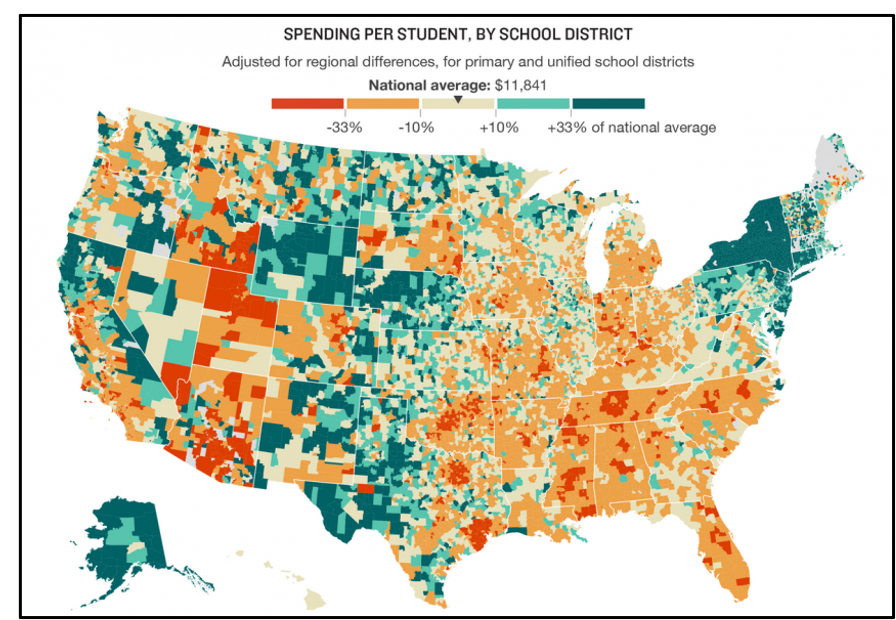 SPENDING PER STUDENT, BY SCHOOL DISTRICT
Adjusted for regional differences, for primary and unified school districts
National average: $11,841
-33% -10% +10% +33% of national average